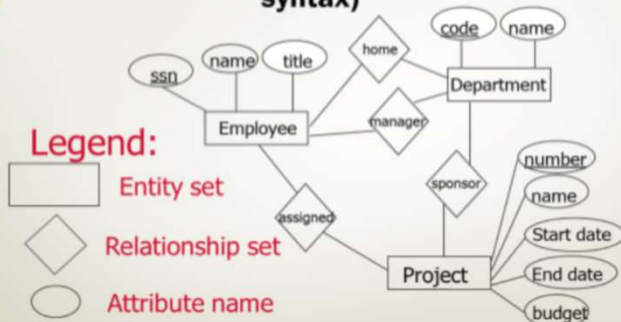 syntax)
code
name
home
ssn
name
title
Department
Employee
manager
Legend:
Entity set
sponsor
number
name
assigned
Relationship set
Start date
Project
End date
Attribute name
budget